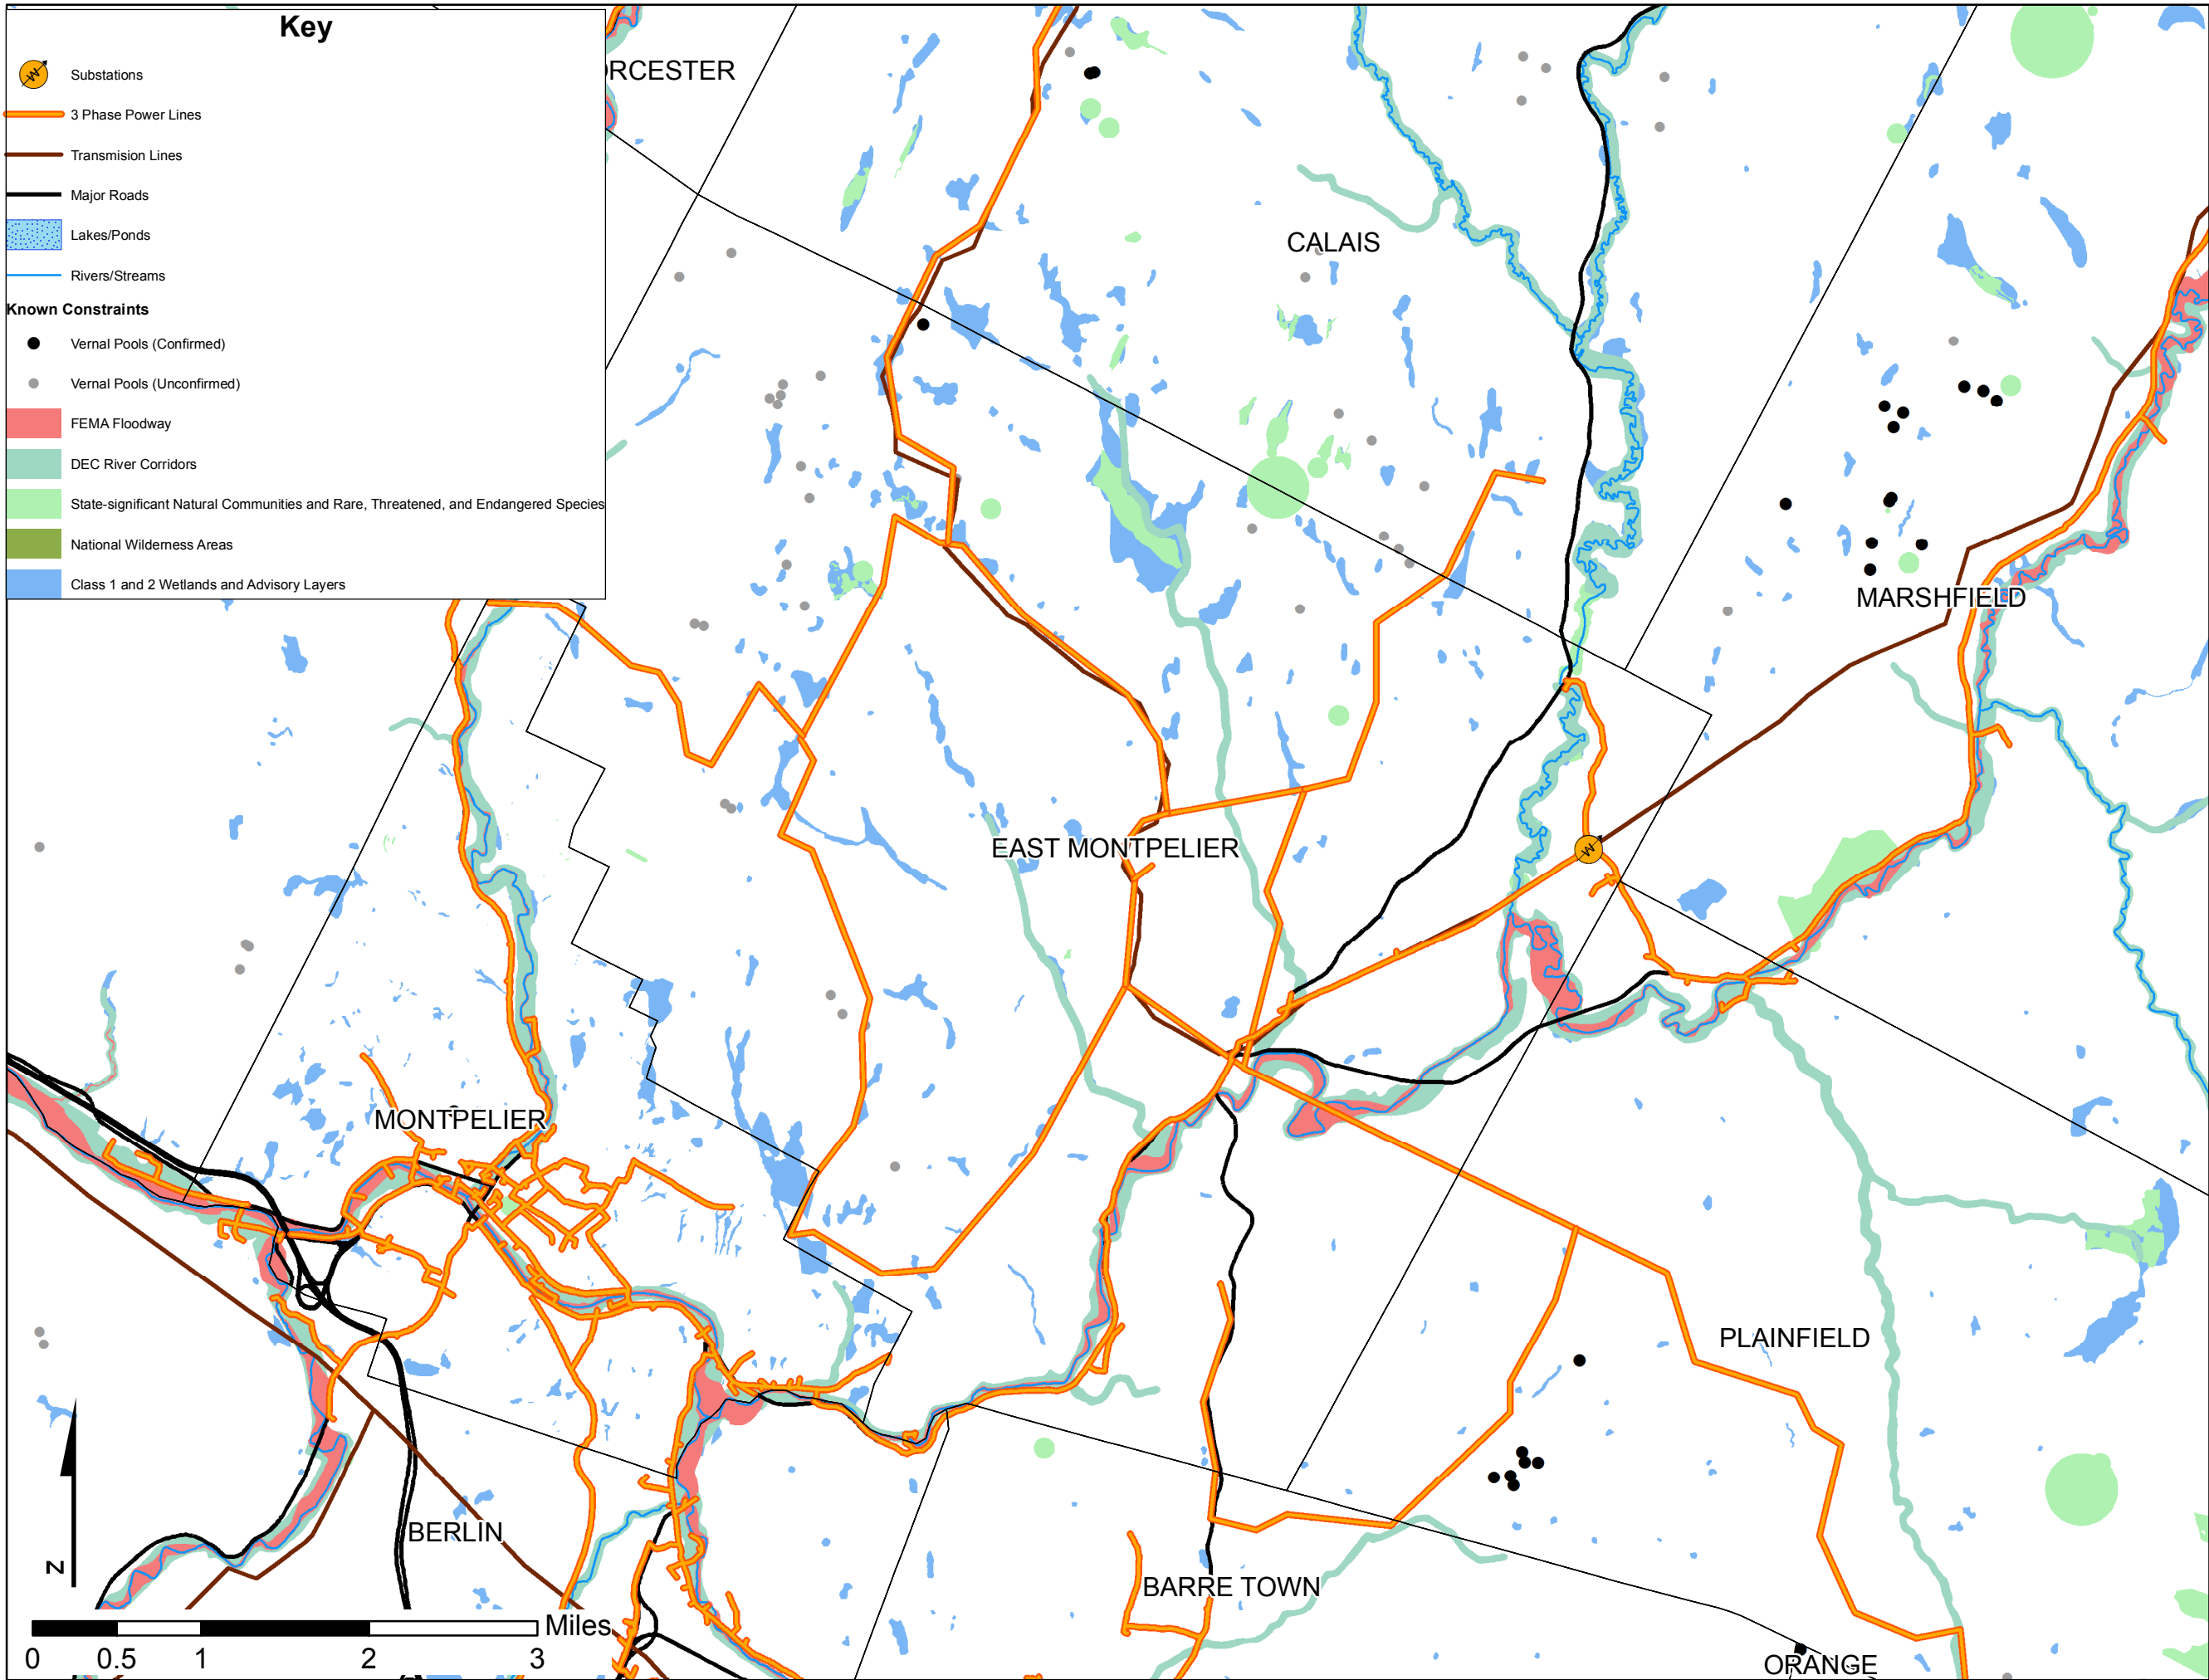 Key
Substations
3 Phase Power Lines
Transmision Lines
Major Roads
Lakes/Ponds
Rivers/Streams
Known Constraints
Vernal Pools (Confirmed)
Vernal Pools (Unconfirmed)
FEMA Floodway
DEC River Corridors
State-significant Natural Communities and Rare, Threatened, and Endangered Species
National Wilderness Areas
Class 1 and 2 Wetlands and Advisory Layers
RCESTER
CALAIS
MARSHFIELD
EAST MONTPELIER
MONTPELIER
PLAINFIELD
BERLIN
BARRE TOWN
ORANGE
N
Miles
0 0.5 1 2 3